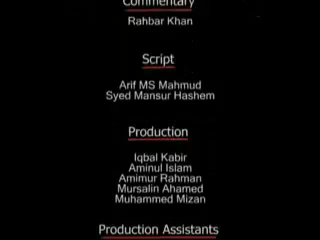 Commentary
Rahbar Khan
Script
Arif MS Mahmud
Syed Mansur Hashem
Production
Iqbal Kabir
Aminul Islam
Amimur Rahman
Mursalin Ahamed
Muhammed Mizan
Production Assistants